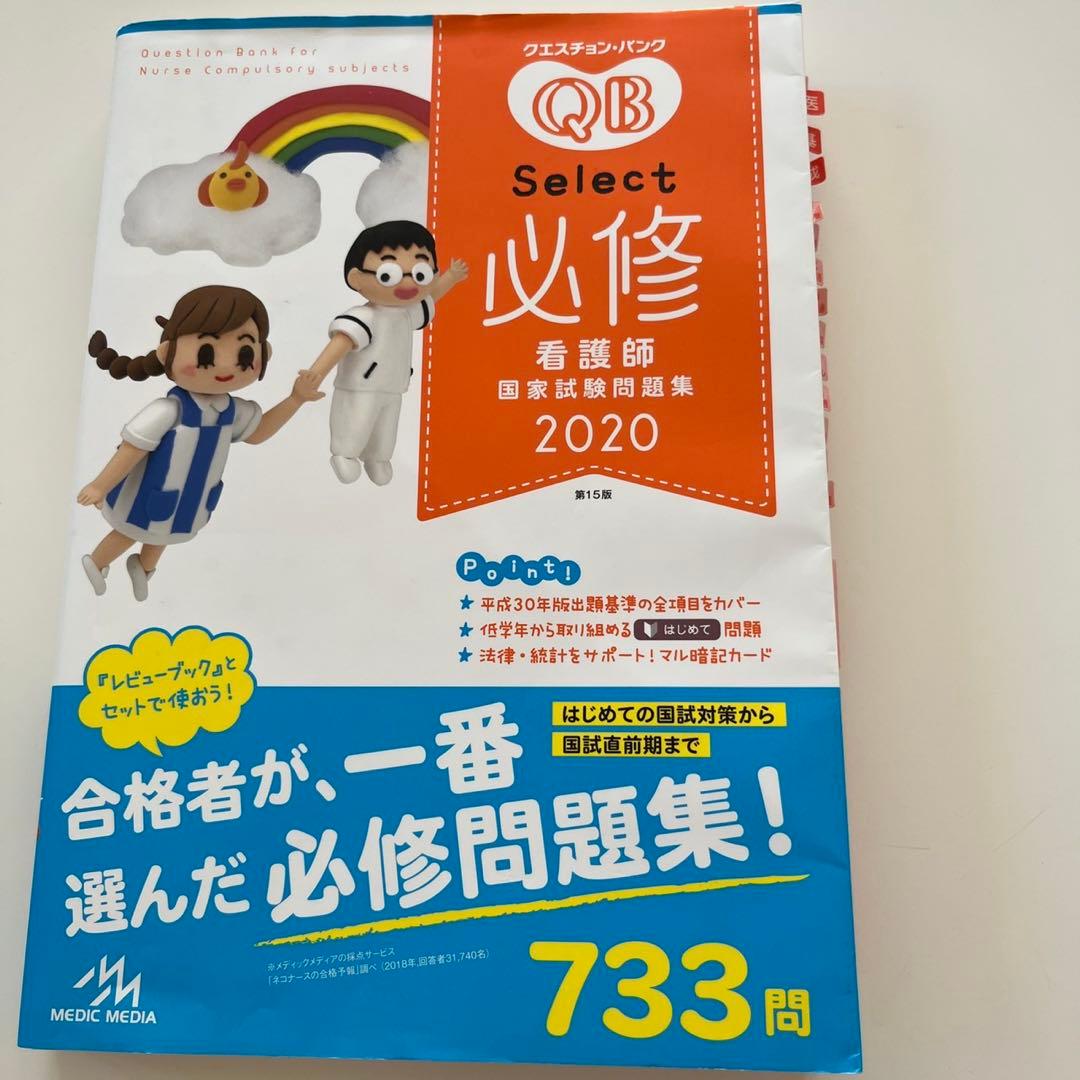 Question Bank for
Nurse Compulsory subjects
クエスチョン・バンク
QB
Select
必修
看護師
国家試験問題集
2020
第15版
Point!
★ 平成30年版出題基準の全項目をカバー
★ 低学年から取り組める はじめて 問題
★ 法律・統計をサポート!マル暗記カード
『レビューブック』と
セットで使おう!
はじめての国試対策から
国試直前期まで
合格者が、一番
選んだ必修問題集!
※メディックメディアの採点サービス
「ネコナースの合格予報」調べ(2018年,回答者31,740名)
733問
MEDIC MEDIA
医
基